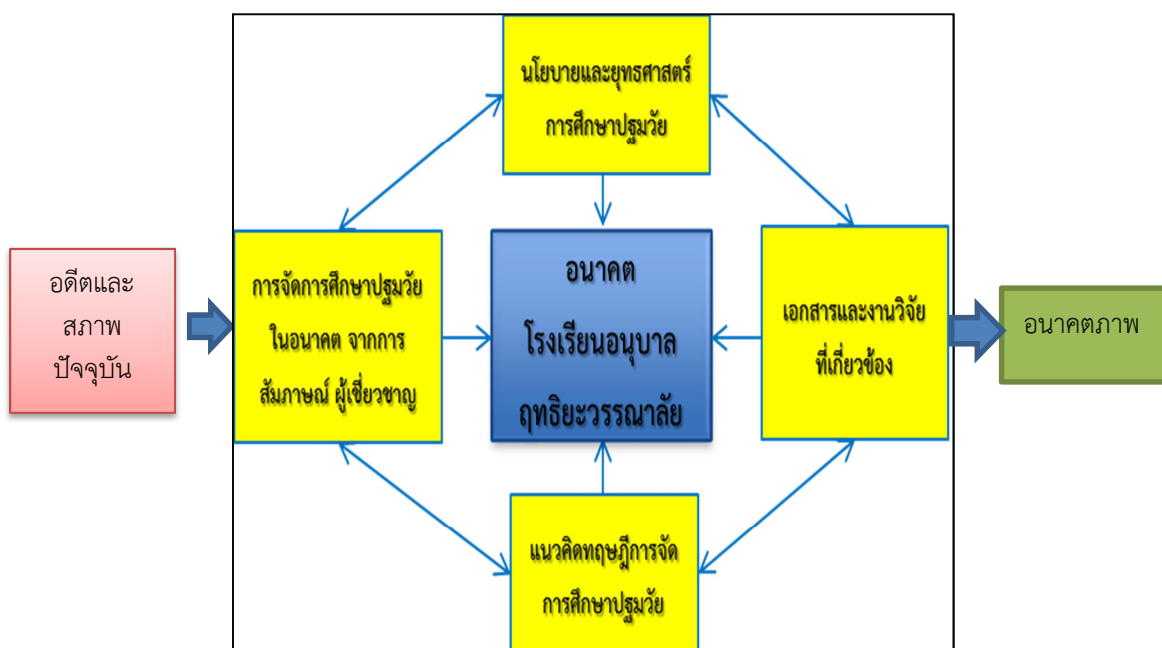 นโยบายและยุทธศาสตร์
การศึกษาปฐมวัย
อดีตและ
สภาพ
ปัจจุบัน
การจัดการศึกษาปฐมวัย
ในอนาคต จากการ
สัมภาษณ์ ผู้เชี่ยวชาญ
อนาคต
โรงเรียนอนุบาล
ฤทธิยะวรรณาลัย
เอกสารและงานวิจัย
ที่เกี่ยวข้อง
อนาคตภาพ
แนวคิดทฤษฎีการจัด
การศึกษาปฐมวัย